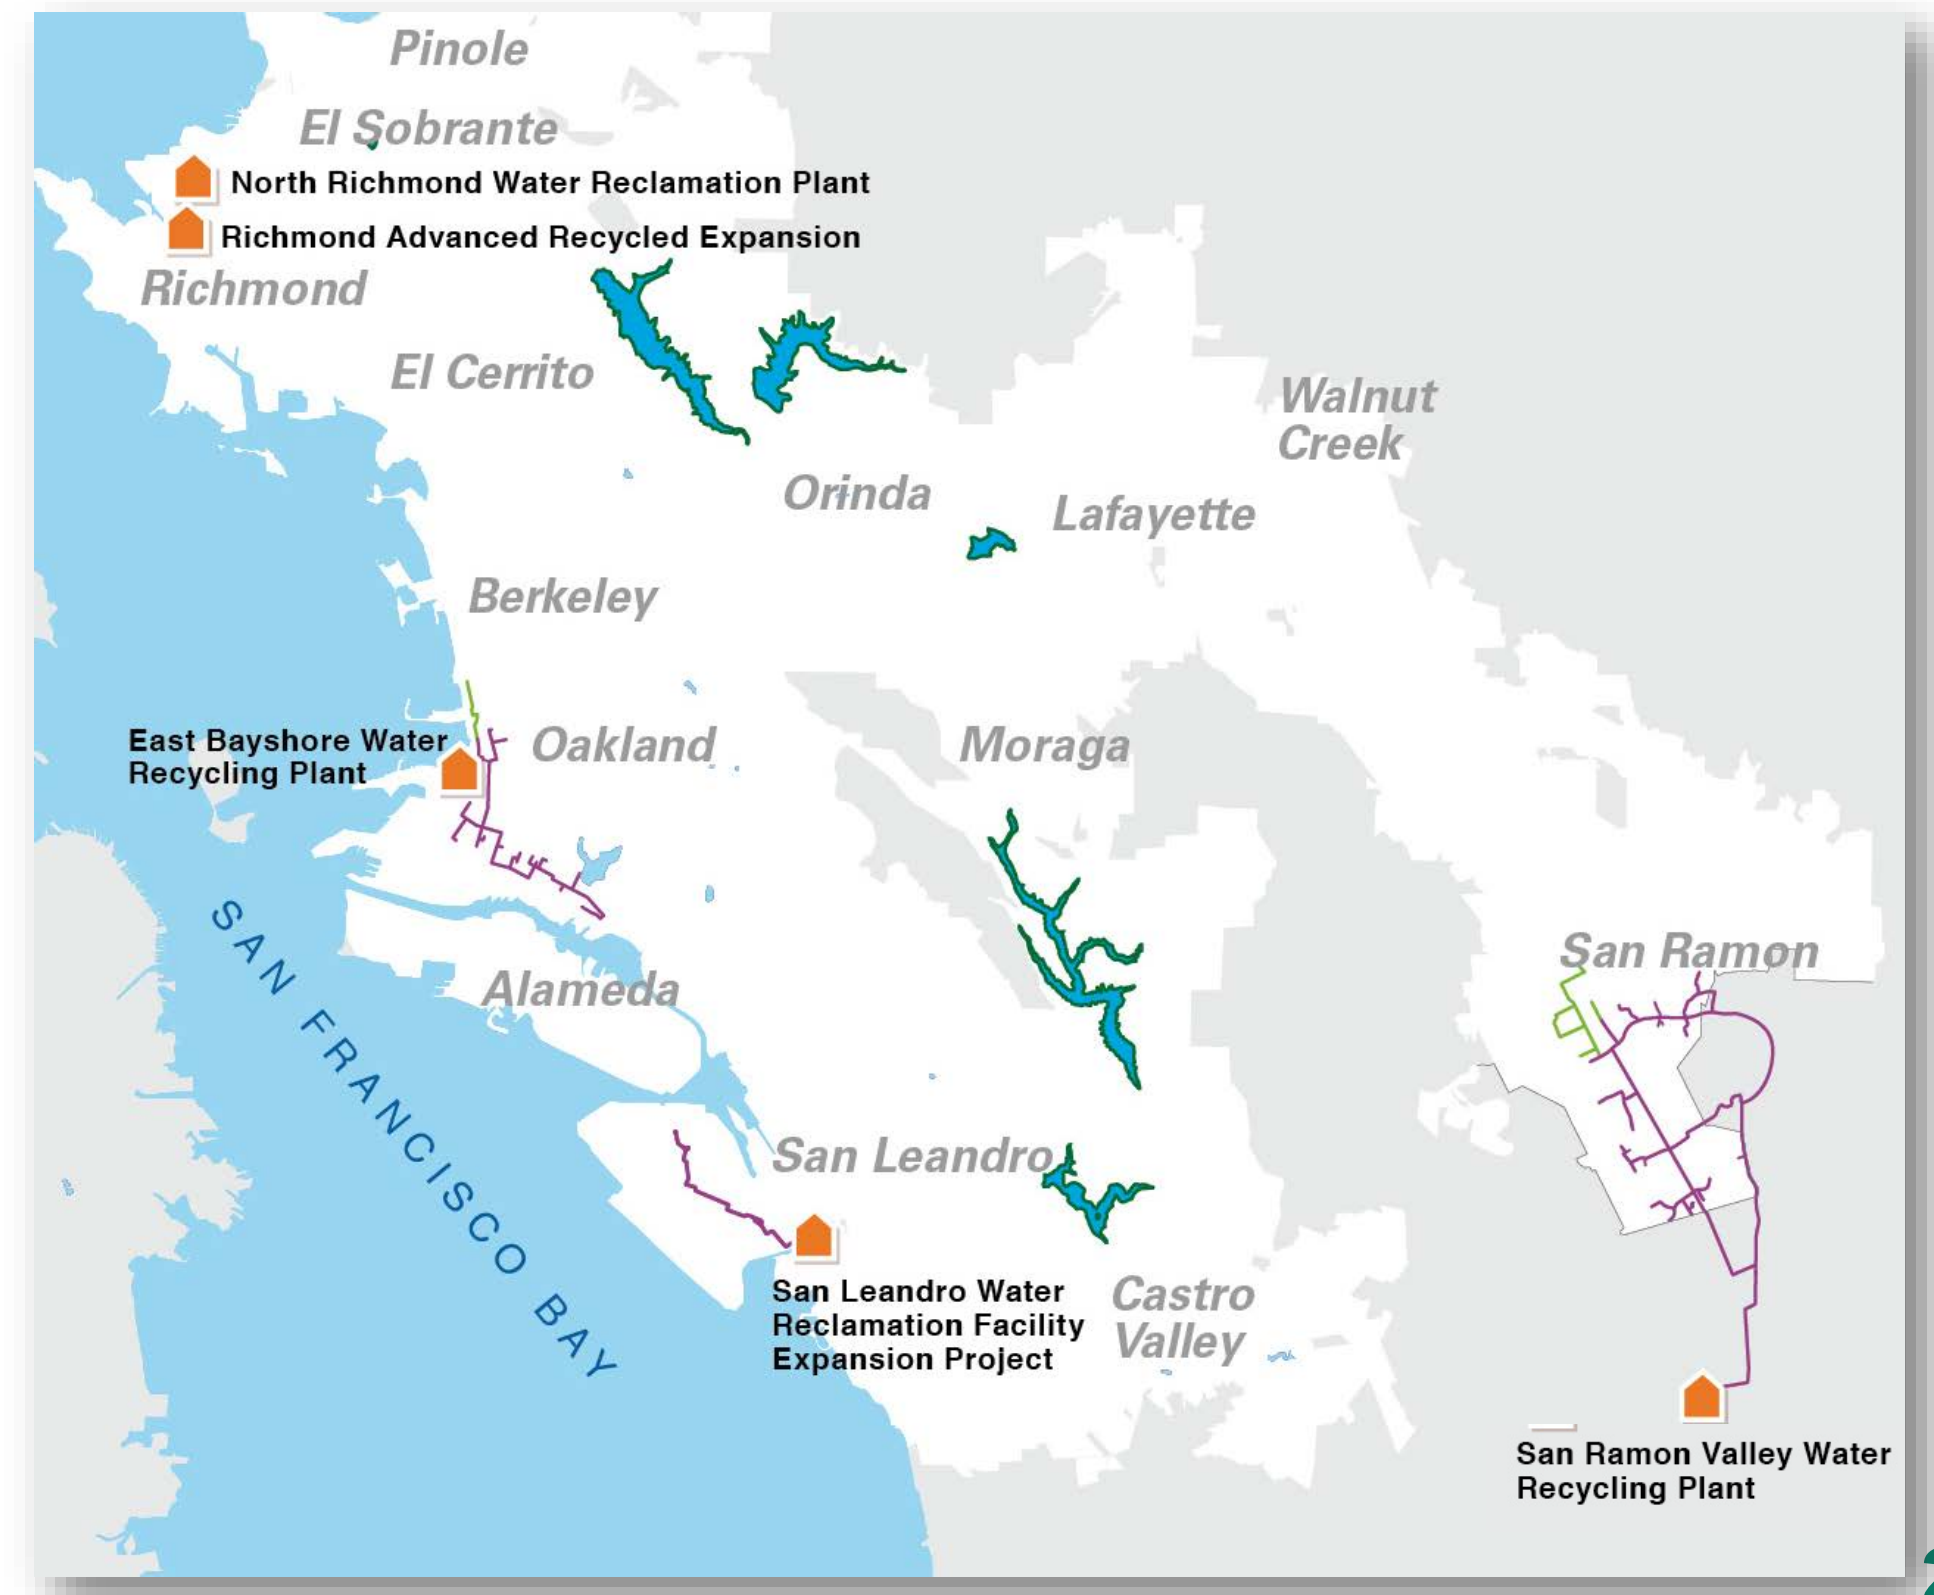 Pinole
El Sobrante
North Richmond Water Reclamation Plant
Richmond Advanced Recycled Expansion
Richmond
El Cerrito
Walnut
Creek
Orinda
Lafayette
Berkeley
East Bayshore Water
Recycling Plant
Oakland
Moraga
SAN FRANCISCO BAY
Alameda
San Ramon
San Leandro
San Leandro Water
Reclamation Facility
Expansion Project
Castro
Valley
San Ramon Valley Water
Recycling Plant